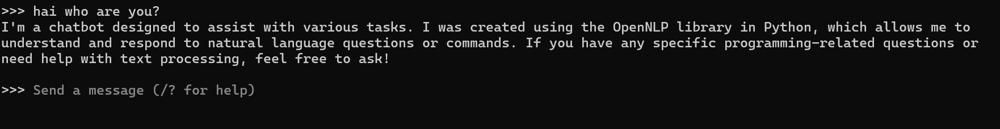 >>> hai who are you?
I'm a chatbot designed to assist with various tasks. I was created using the OpenNLP library in Python, which allows me to
understand and respond to natural language questions or commands. If you have any specific programming-related questions or
need help with text processing, feel free to ask!
>>> Send a message (/? for help)